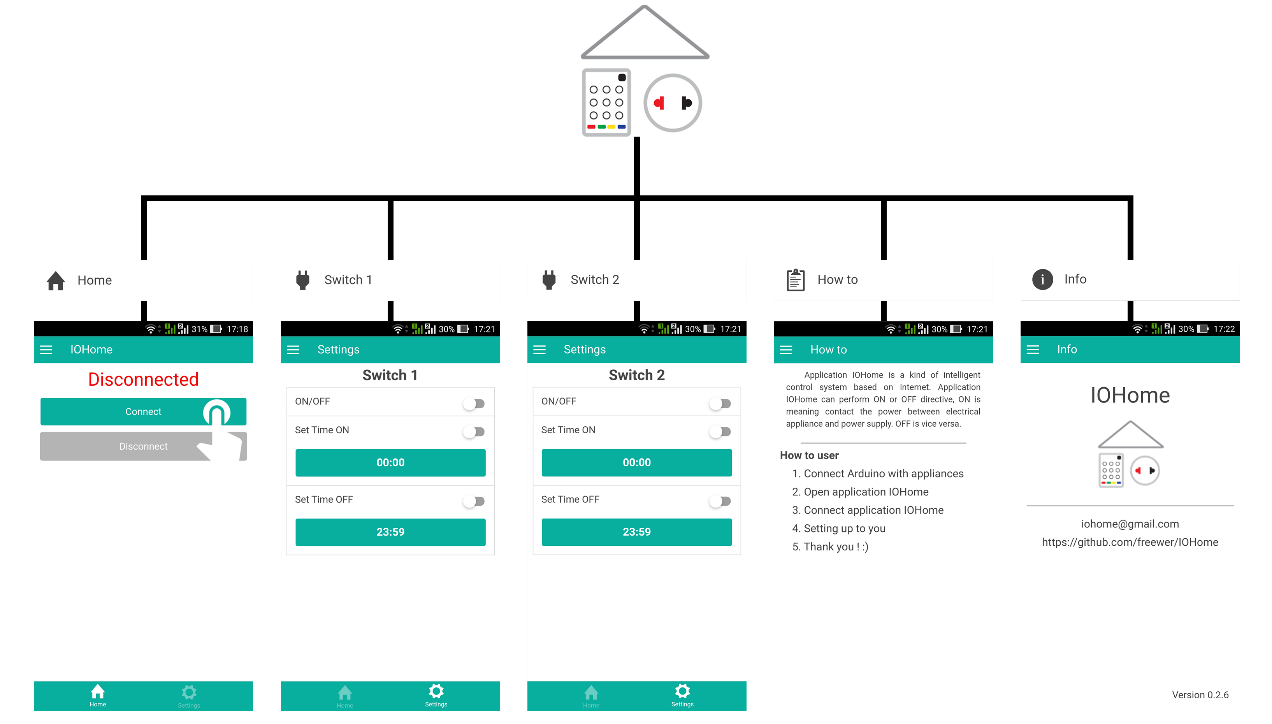 Home
Switch 1
Switch 2
How to
Info
31% 17:18
IOHome
Disconnected
Connect
Disconnect
Home
Settings
30% 17:21
Settings
Switch 1
ON/OFF
Set Time ON
00:00
Set Time OFF
23:59
Home
Settings
30% 17:21
Settings
Switch 2
ON/OFF
Set Time ON
00:00
Set Time OFF
23:59
Home
Settings
30% 17:21
How to
Application IOHome is a kind of intelligent
control system based on Internet. Application
IOHome can perform ON or OFF directive, ON is
meaning contact the power between electrical
appliance and power supply. OFF is vice versa.
How to user
1. Connect Arduino with appliances
2. Open application IOHome
3. Connect application IOHome
4. Setting up to you
5. Thank you ! :)
30% 17:22
Info
IOHome
iohome@gmail.com
https://github.com/freewer/IOHome
Version 0.2.6